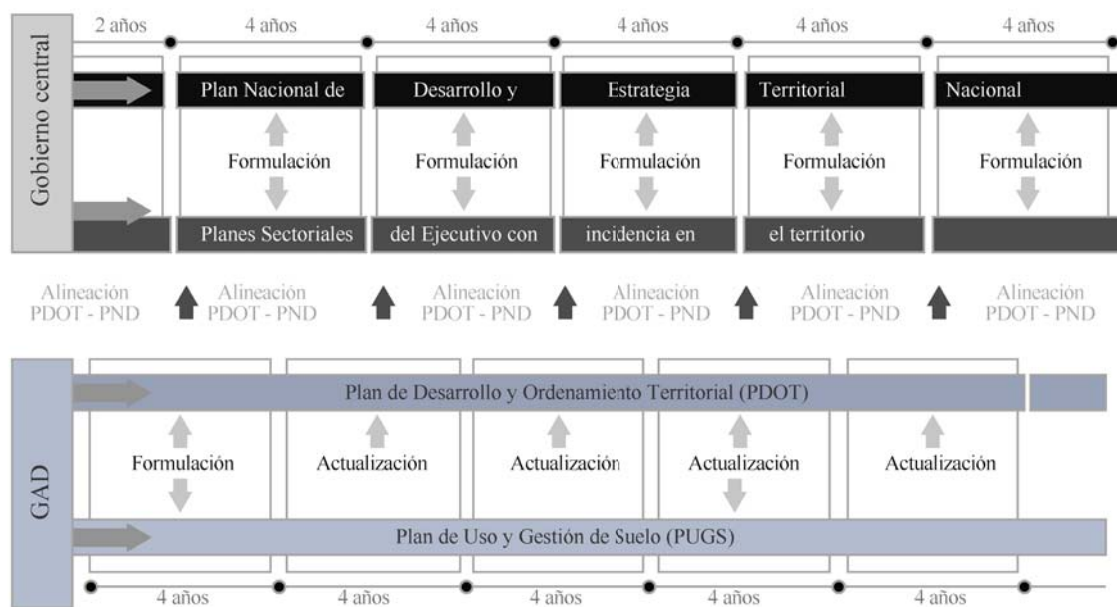 2 años 4 años 4 años 4 años 4 años 4 años
Gobierno central
Plan Nacional de Desarrollo y Estrategia Territorial Nacional
Formulación Formulación Formulación Formulación Formulación
Planes Sectoriales del Ejecutivo con incidencia en el territorio
Alineación Alineación Alineación Alineación Alineación Alineación
PDOT - PND PDOT - PND PDOT - PND PDOT - PND PDOT - PND PDOT - PND
GAD
Plan de Desarrollo y Ordenamiento Territorial (PDOT)
Formulación Actualización Actualización Actualización Actualización
Plan de Uso y Gestión de Suelo (PUGS)
4 años 4 años 4 años 4 años 4 años